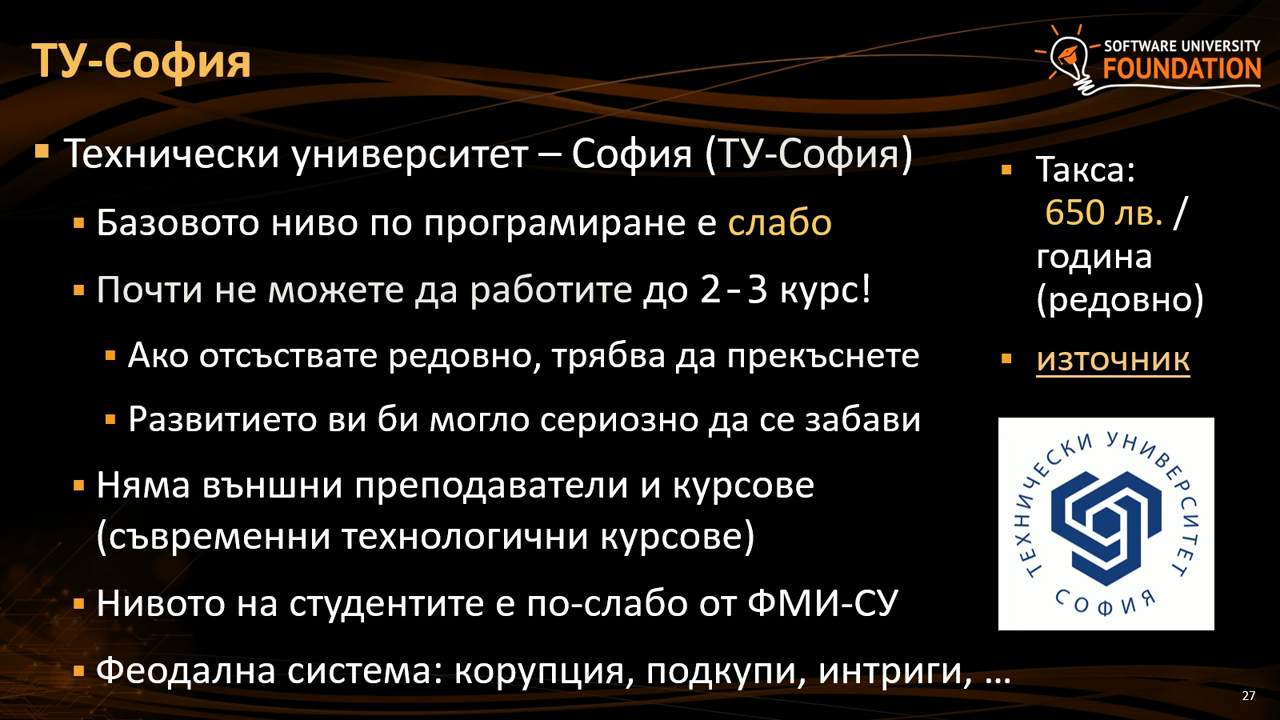 ТУ-София
SOFTWARE UNIVERSITY
FOUNDATION
Технически университет – София (ТУ-София)
Базовото ниво по програмиране е слабо
Почти не можете да работите до 2-3 курс!
Ако отсъствате редовно, трябва да прекъснете
Развитието ви би могло сериозно да се забави
Няма външни преподаватели и курсове
(съвременни технологични курсове)
Нивото на студентите е по-слабо от ФМИ-СУ
Феодална система: корупция, подкупи, интриги, …
Такса:
650 лв. /
година
(редовно)
източник
ТЕХНИЧЕСКИ УНИВЕРСИТЕТ
СОФИЯ
27